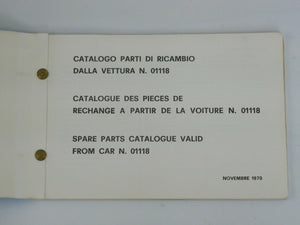 CATALOGO PARTI DI RICAMBIO
DALLA VETTURA N. 01118
CATALOGUE DES PIECES DE
RECHANGE A PARTIR DE LA VOITURE N. 01118
SPARE PARTS CATALOGUE VALID
FROM CAR N. 01118
NOVEMBRE 1970